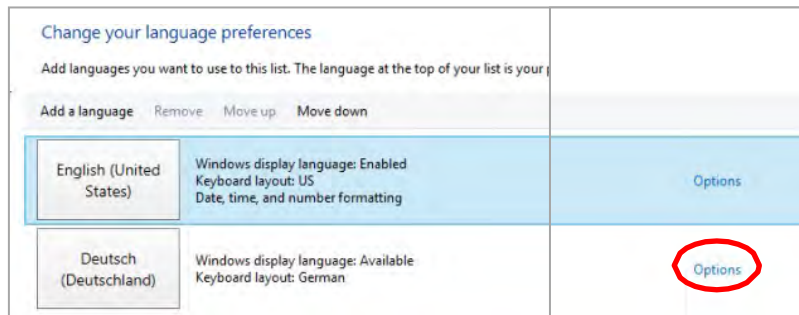 Change your language preferences
Add languages you want to use to this list. The language at the top of your list is your
Add a language Remove Move up Move down
English (United States)
Windows display language: Enabled
Keyboard layout: US
Date, time, and number formatting
Options
Deutsch
(Deutschland)
Windows display language: Available
Keyboard layout: German
Options